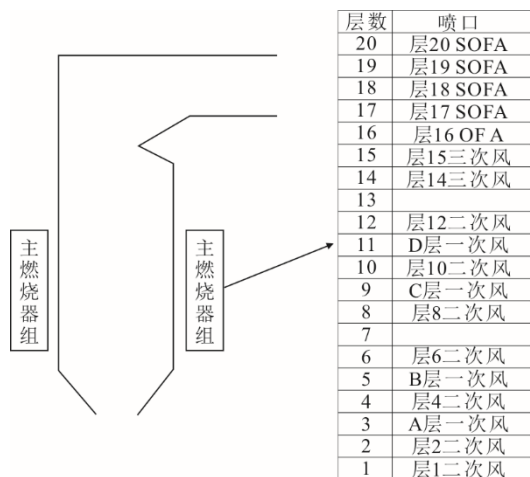 主燃烧器组
主燃烧器组
层数 喷口
20 层20 SOFA
19 层19 SOFA
18 层18 SOFA
17 层17 SOFA
16 层16 OFA
15 层15三次风
14 层14三次风
13
12 层12二次风
11 D层一次风
10 层10二次风
9 C层一次风
8 层8二次风
7
6 层6二次风
5 B层一次风
4 层4二次风
3 A层一次风
2 层2二次风
1 层1二次风